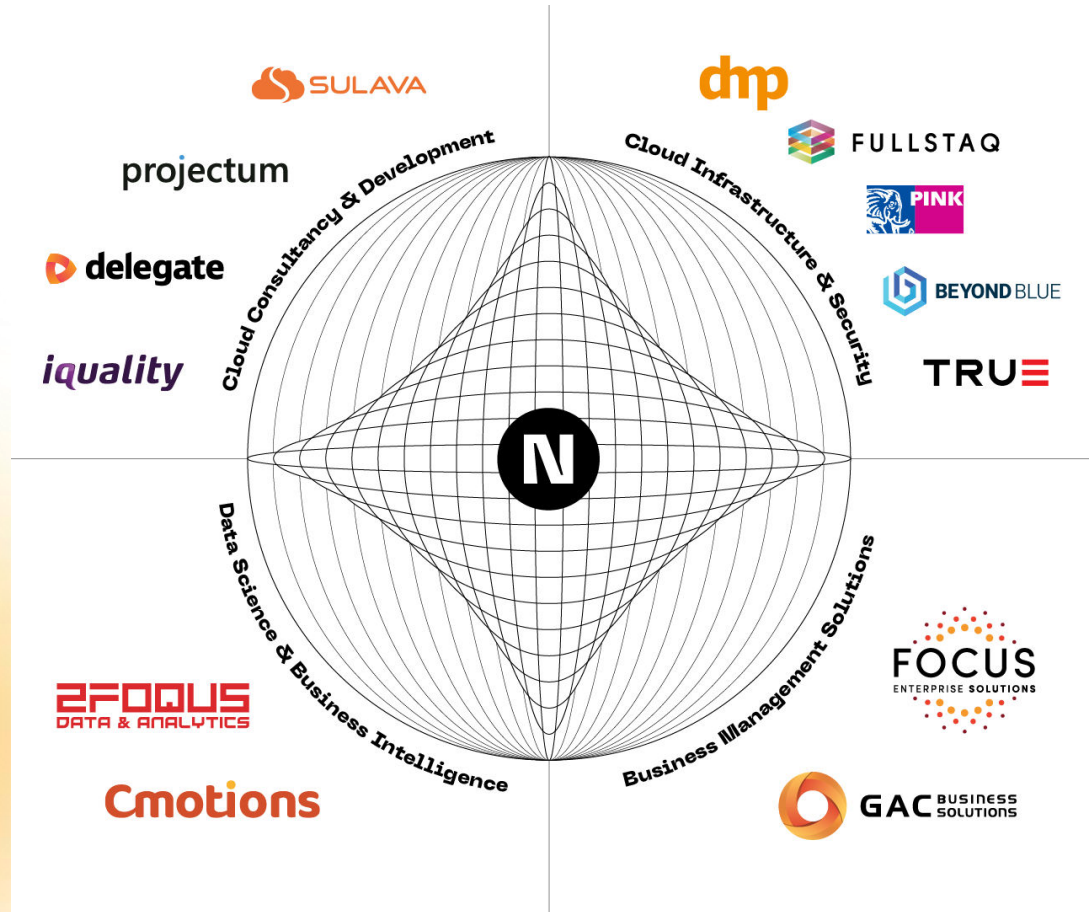 SULAVA
projectum
delegate
iquality
Cloud Consultancy & Development
dmp
FULLSTAQ
PINK
BEYOND BLUE
TRUE
Cloud Infrastructure & Security
N
Data Science & Business Intelligence
2FOQUS
DATA & ANALYTICS
Cmotions
Business Management Solutions
FOCUS
ENTERPRISE SOLUTIONS
GAC BUSINESS
SOLUTIONS